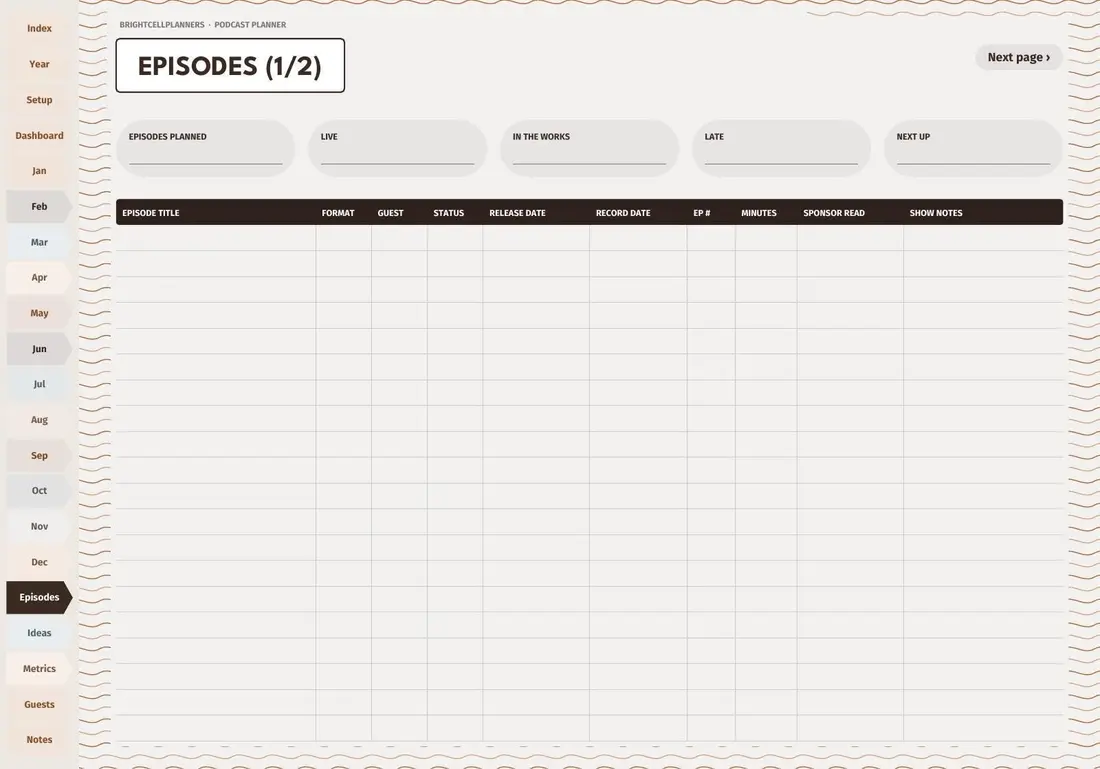 BRIGHTCELLPLANNERS · PODCAST PLANNER
EPISODES (1/2)
Next page ›
EPISODES PLANNED
LIVE
IN THE WORKS
LATE
NEXT UP
EPISODE TITLE FORMAT GUEST STATUS RELEASE DATE RECORD DATE EP # MINUTES SPONSOR READ SHOW NOTES
Index
Year
Setup
Dashboard
Jan
Feb
Mar
Apr
May
Jun
Jul
Aug
Sep
Oct
Nov
Dec
Episodes
Ideas
Metrics
Guests
Notes